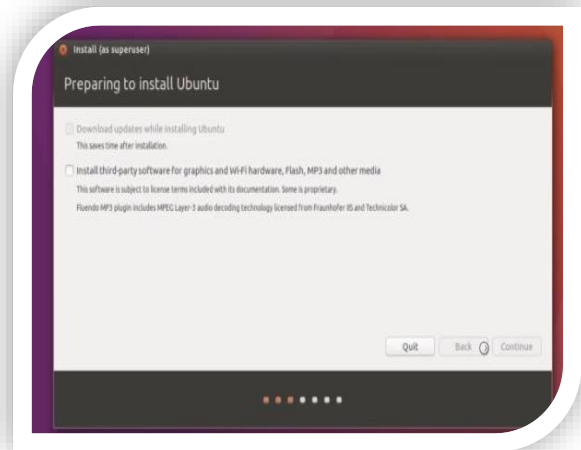 Install (as superuser)
Preparing to install Ubuntu
Download updates while installing Ubuntu
This saves time after installation.
Install third-party software for graphics and Wi-Fi hardware, Flash, MP3 and other media
This software is subject to license terms included with its documentation. Some is proprietary.
Fluendo MP3 plugin includes MPEG Layer-3 audio decoding technology licensed from Fraunhofer IIS and Technicolor SA.
Quit Back Continue